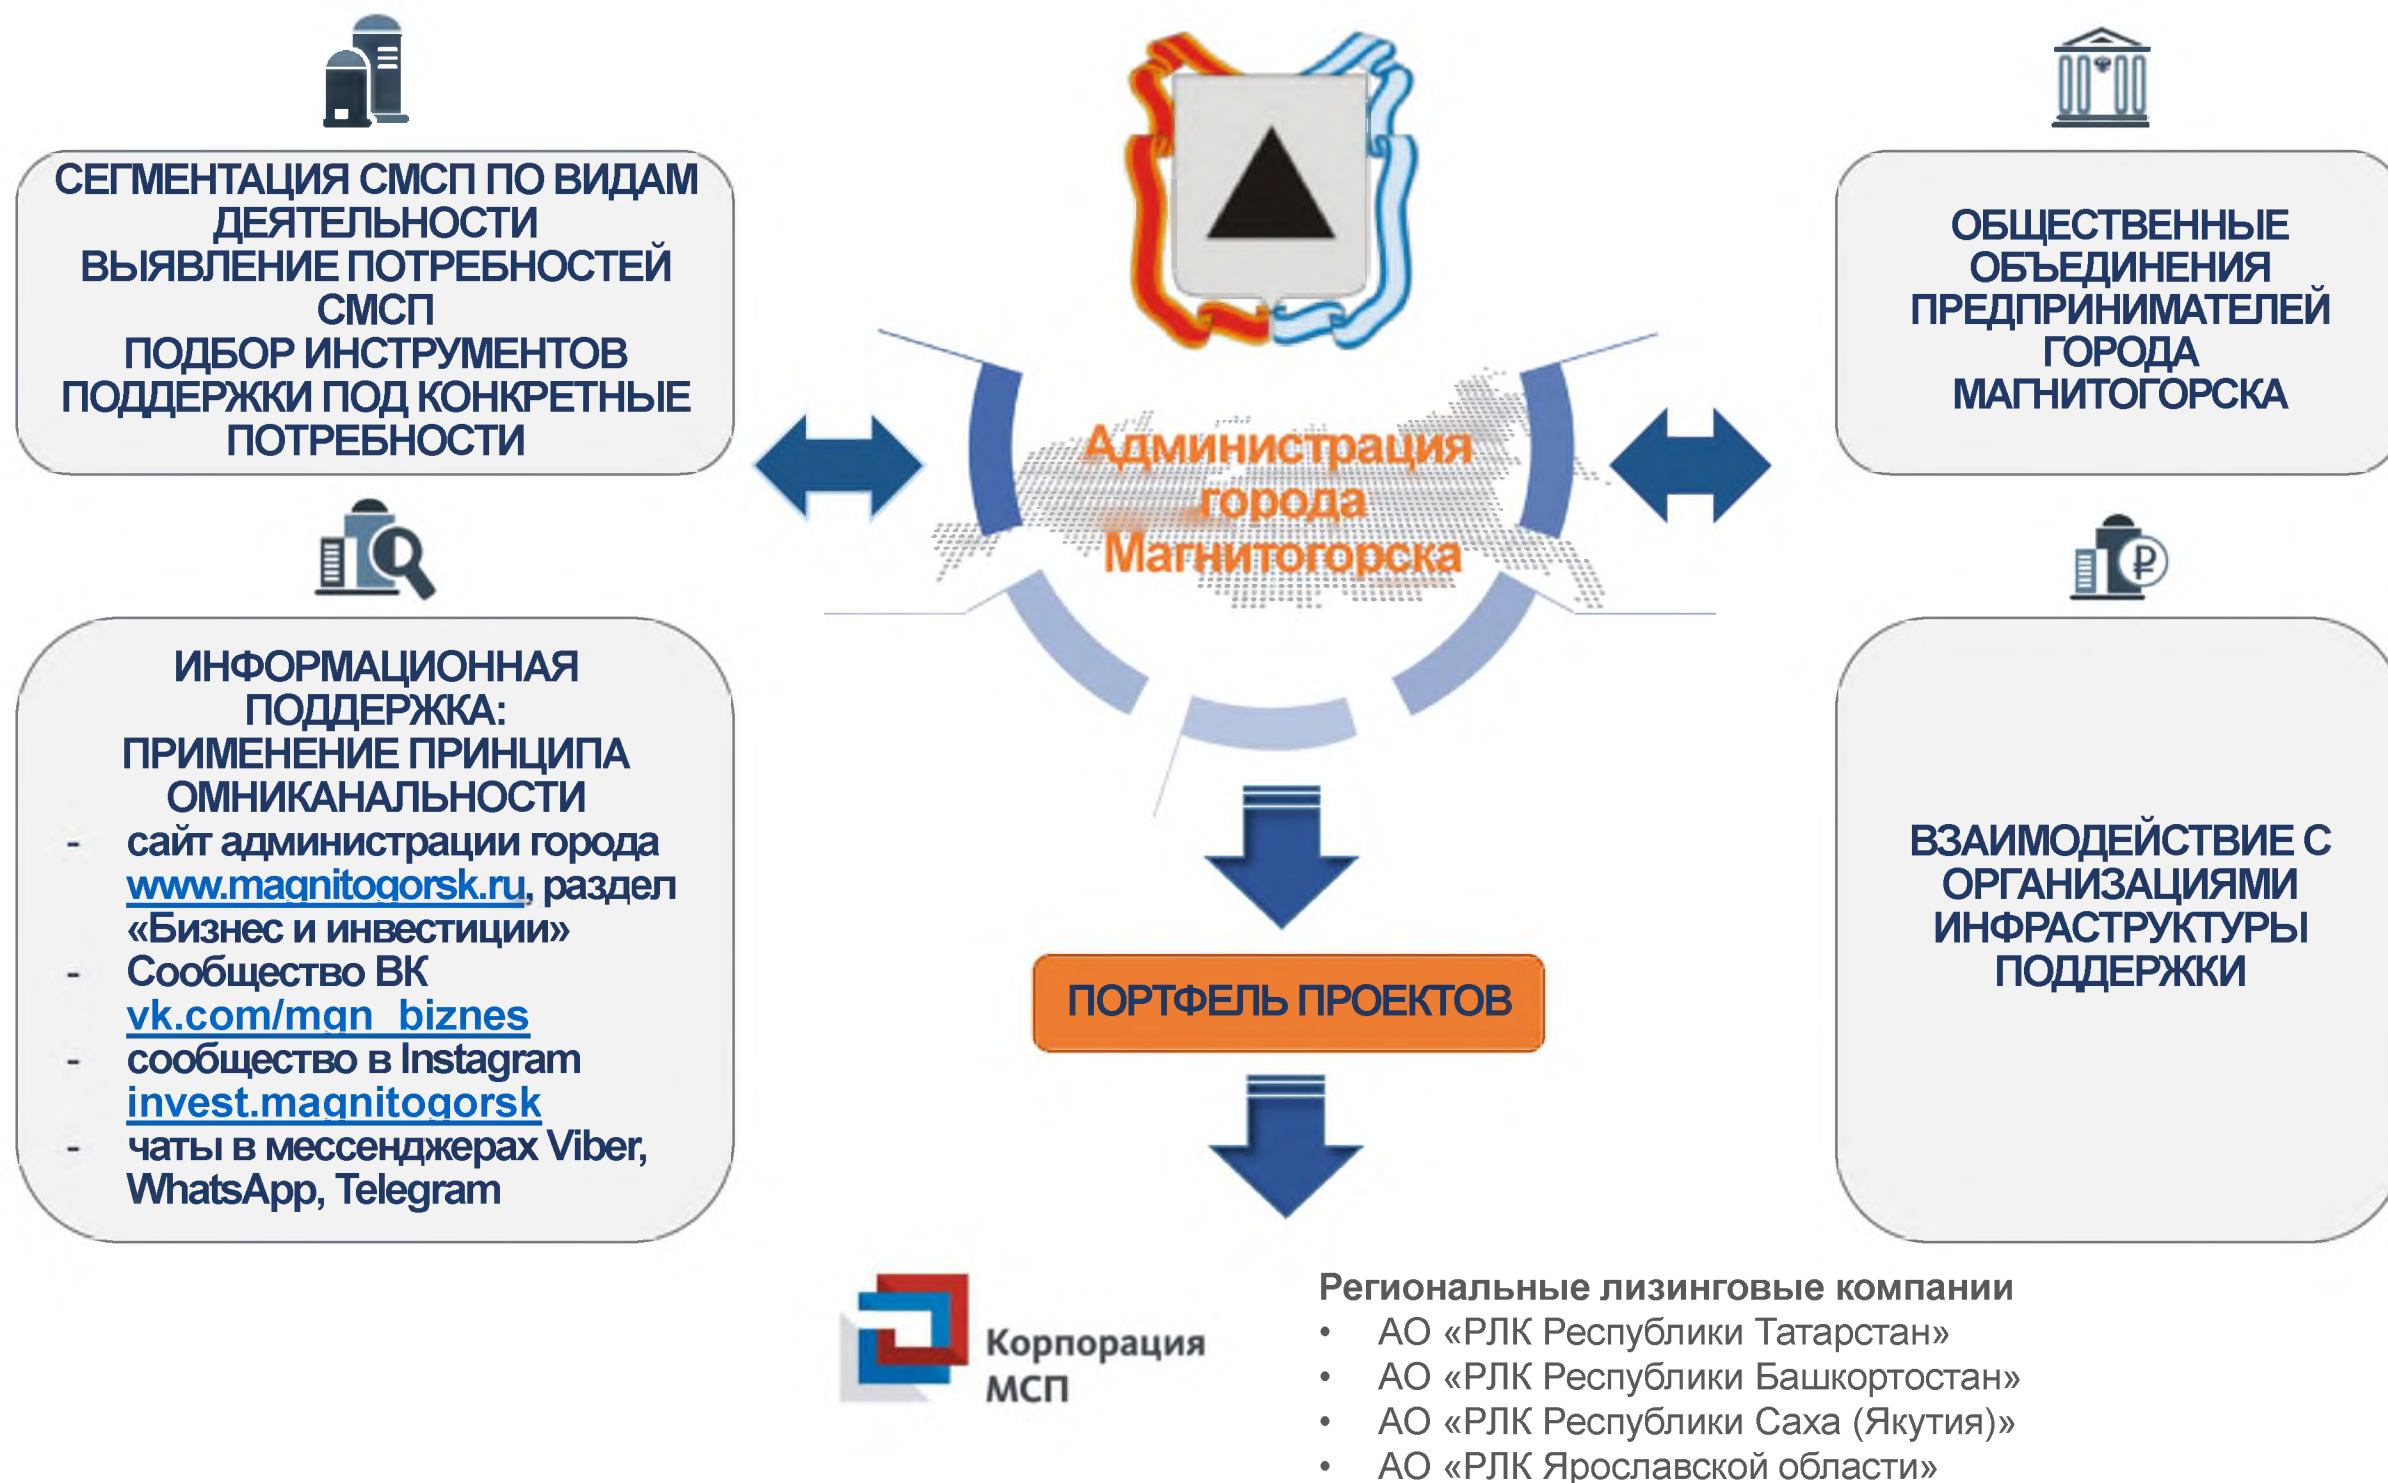 СЕГМЕНТАЦИЯ СМСП ПО ВИДАМ
ДЕЯТЕЛЬНОСТИ
ВЫЯВЛЕНИЕ ПОТРЕБНОСТЕЙ
СМСП
ПОДБОР ИНСТРУМЕНТОВ
ПОДДЕРЖКИ ПОД КОНКРЕТНЫЕ
ПОТРЕБНОСТИ
ИНФОРМАЦИОННАЯ
ПОДДЕРЖКА:
ПРИМЕНЕНИЕ ПРИНЦИПА
ОМНИКАНАЛЬНОСТИ
- сайт администрации города
www.magnitogorsk.ru, раздел
«Бизнес и инвестиции»
- Сообщество ВК
vk.com/mgn_biznes
- сообщество в Instagram
invest.magnitogorsk
- чаты в мессенджерах Viber,
WhatsApp, Telegram
Администрация
города
Магнитогорска
ПОРТФЕЛЬ ПРОЕКТОВ
ОБЩЕСТВЕННЫЕ
ОБЪЕДИНЕНИЯ
ПРЕДПРИНИМАТЕЛЕЙ
ГОРОДА
МАГНИТОГОРСКА
ВЗАИМОДЕЙСТВИЕ С
ОРГАНИЗАЦИЯМИ
ИНФРАСТРУКТУРЫ
ПОДДЕРЖКИ
Корпорация
МСП
Региональные лизинговые компании
• АО «РЛК Республики Татарстан»
• АО «РЛК Республики Башкортостан»
• АО «РЛК Республики Саха (Якутия)»
• АО «РЛК Ярославской области»